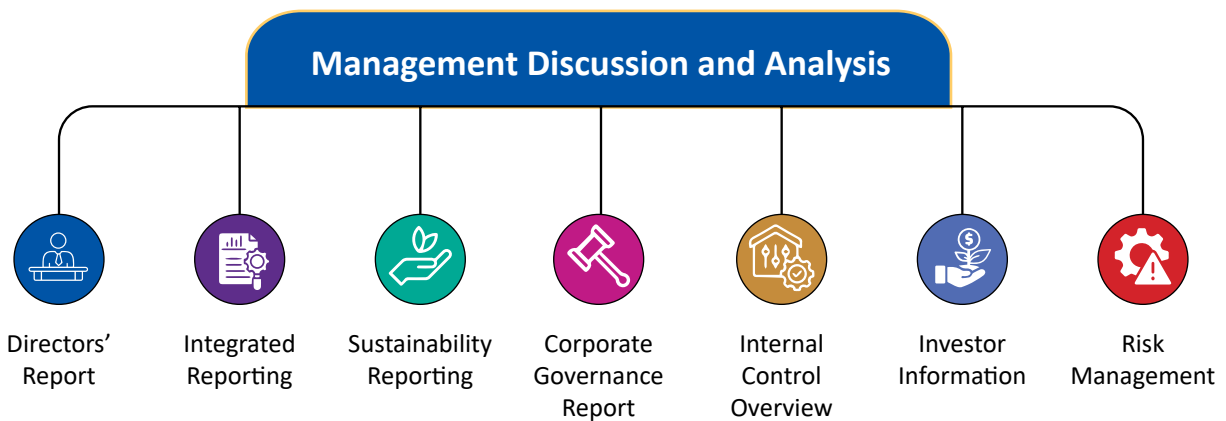 Management Discussion and Analysis
Directors’
Report
Integrated
Reporting
Sustainability
Reporting
Corporate
Governance
Report
Internal
Control
Overview
Investor
Information
Risk
Management